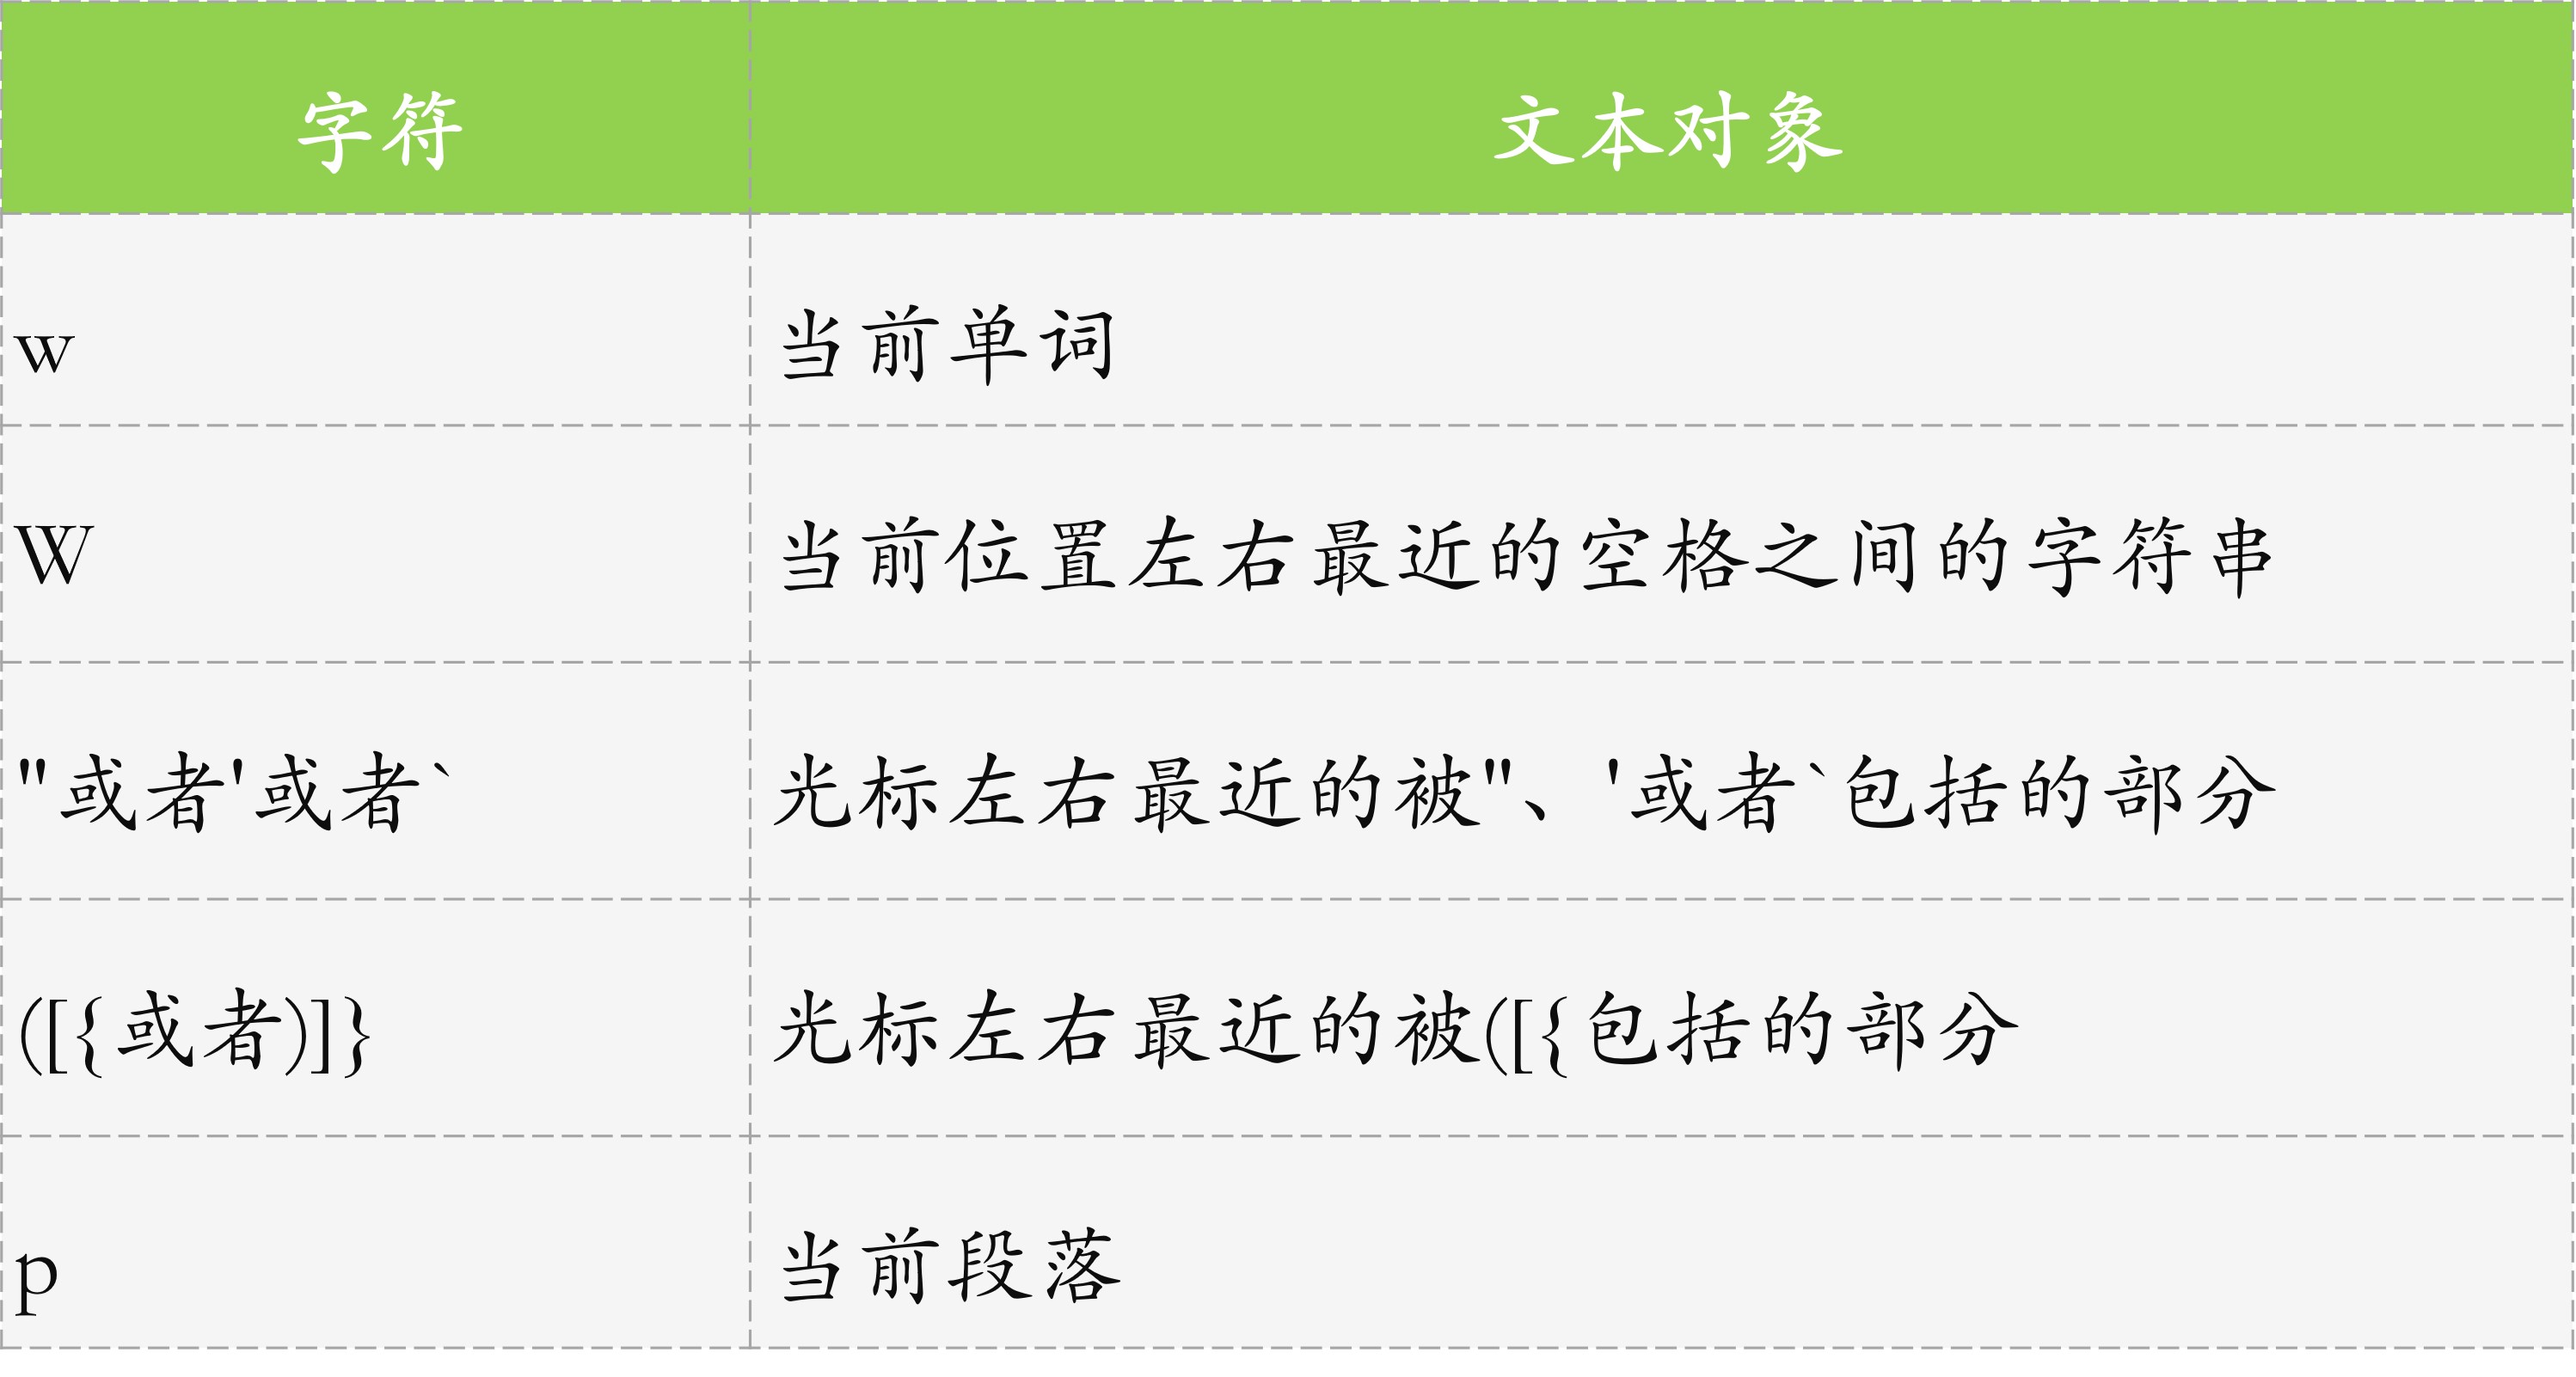 字符 文本对象
w 当前单词
W 当前位置左右最近的空格之间的字符串
"或者'或者` 光标左右最近的被"、'或者`包括的部分
([{或者)]} 光标左右最近的被([{包括的部分
p 当前段落